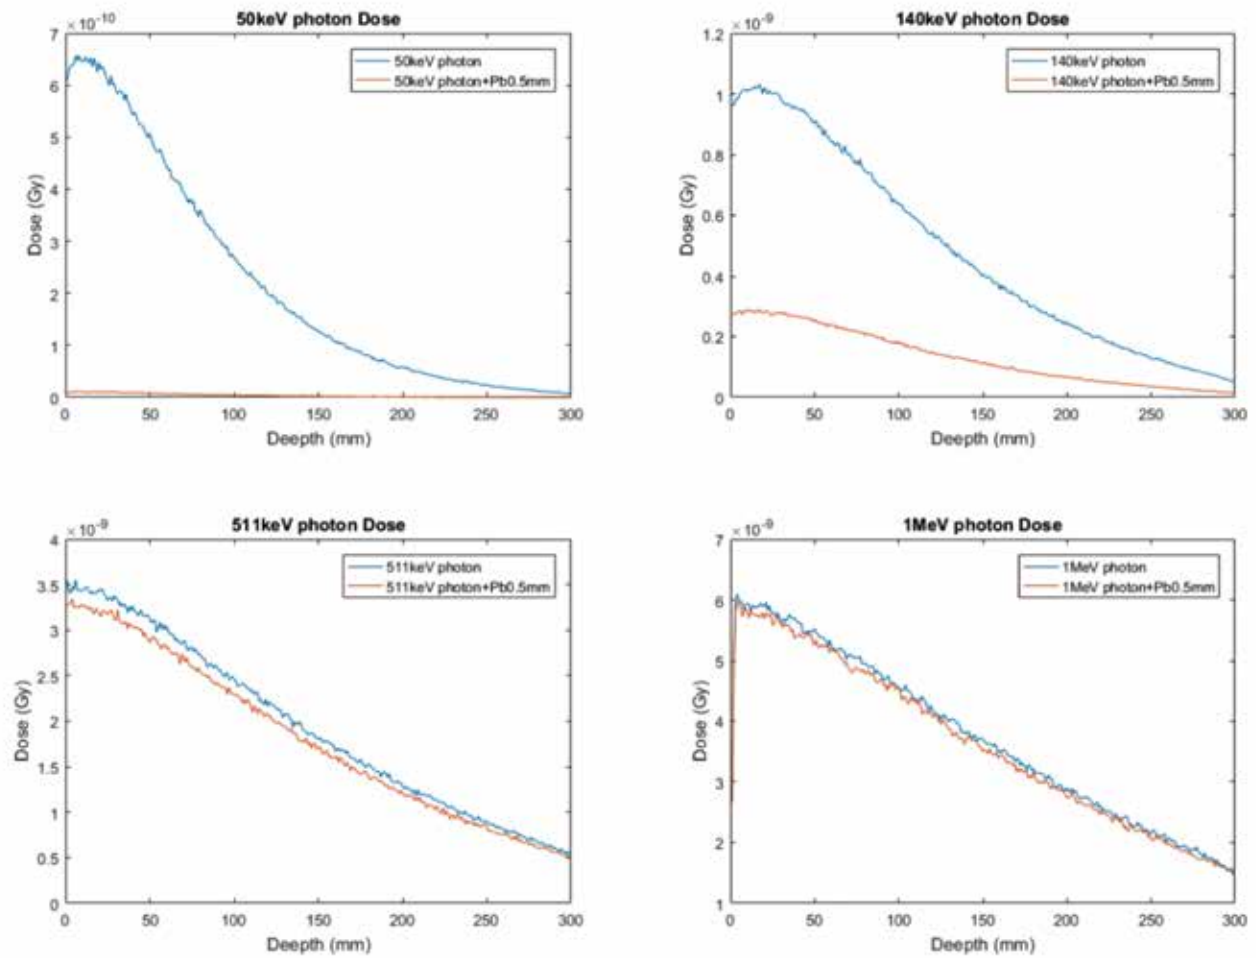 50keV photon Dose
×10⁻¹⁰
7
6
5
4
3
2
1
0
Dose (Gy)
50keV photon
50keV photon+Pb0.5mm
0 50 100 150 200 250 300
Deepth (mm)
140keV photon Dose
×10⁻⁹
1.2
1
0.8
0.6
0.4
0.2
0
Dose (Gy)
140keV photon
140keV photon+Pb0.5mm
0 50 100 150 200 250 300
Deepth (mm)
511keV photon Dose
×10⁻⁹
4
3.5
3
2.5
2
1.5
1
0.5
0
Dose (Gy)
511keV photon
511keV photon+Pb0.5mm
0 50 100 150 200 250 300
Deepth (mm)
1MeV photon Dose
×10⁻⁹
7
6
5
4
3
2
1
Dose (Gy)
1MeV photon
1MeV photon+Pb0.5mm
0 50 100 150 200 250 300
Deepth (mm)